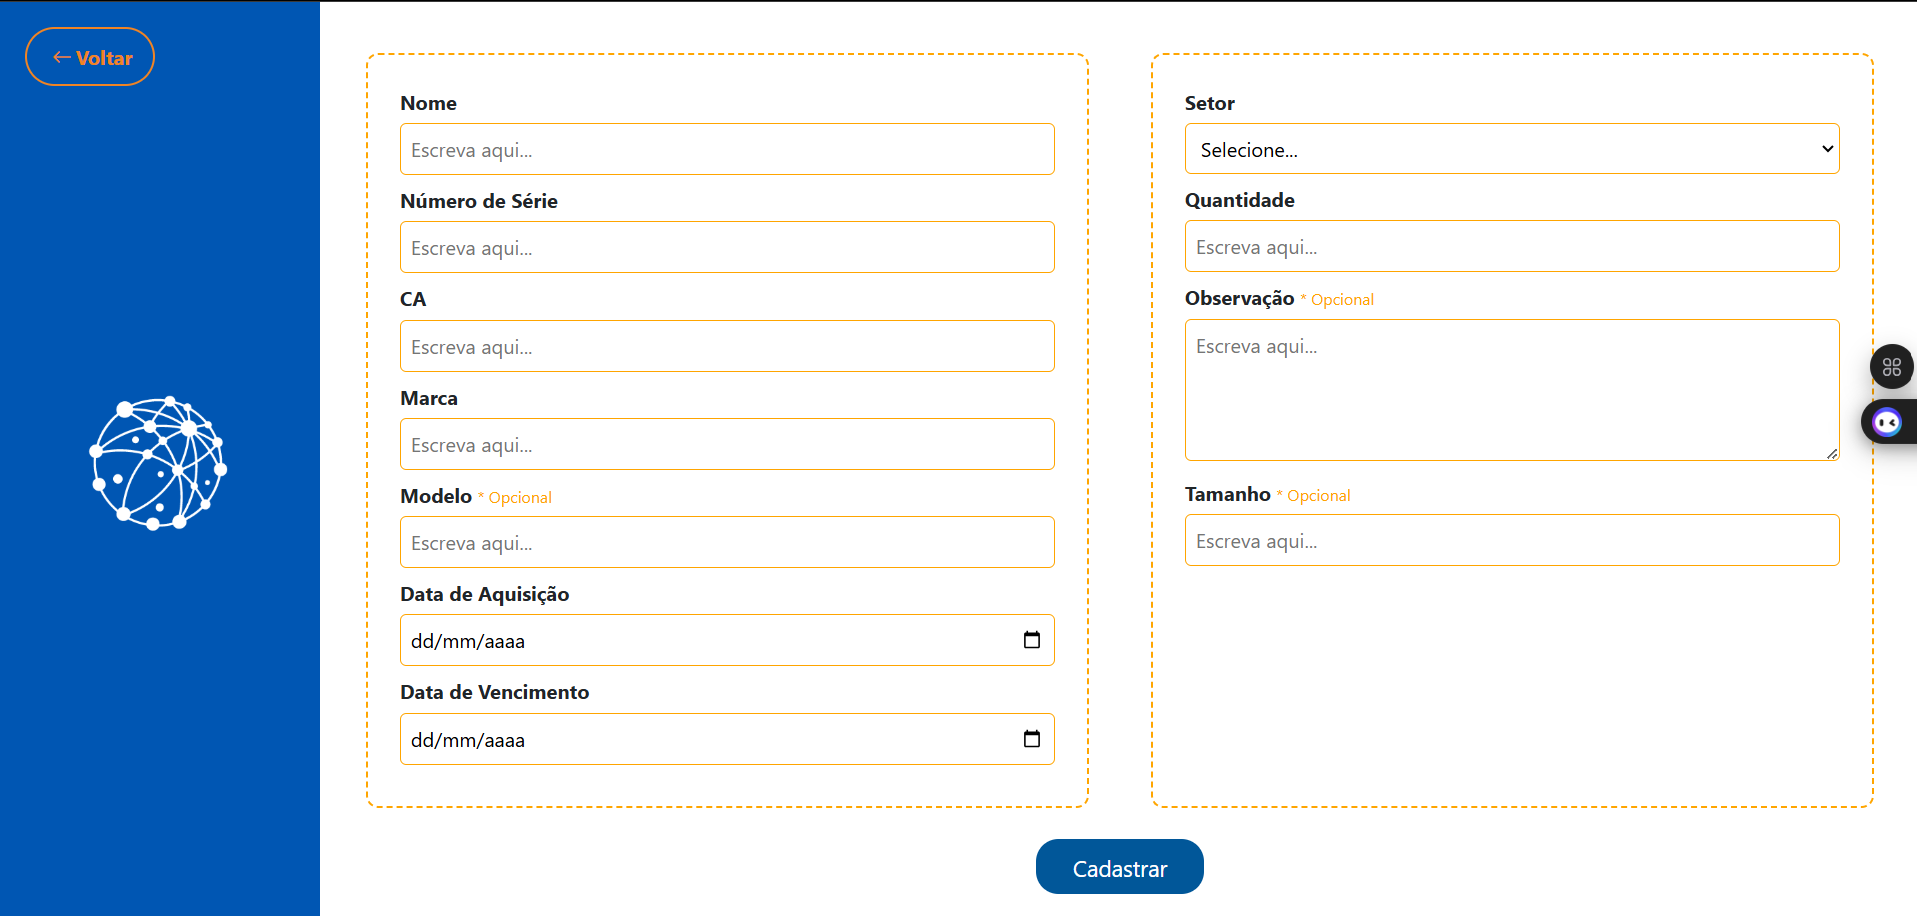 ← Voltar
Nome
Escreva aqui...
Número de Série
Escreva aqui...
CA
Escreva aqui...
Marca
Escreva aqui...
Modelo * Opcional
Escreva aqui...
Data de Aquisição
dd/mm/aaaa
Data de Vencimento
dd/mm/aaaa
Setor
Selecione...
Quantidade
Escreva aqui...
Observação * Opcional
Escreva aqui...
Tamanho * Opcional
Escreva aqui...
Cadastrar